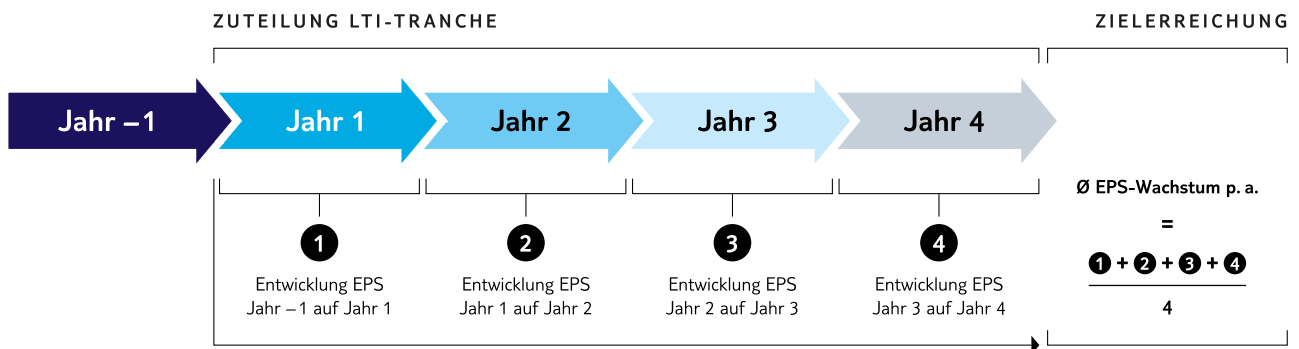 ZUTEILUNG LTI-TRANCHE
ZIELERREICHUNG
Jahr –1
Jahr 1
Jahr 2
Jahr 3
Jahr 4
1
Entwicklung EPS
Jahr –1 auf Jahr 1
2
Entwicklung EPS
Jahr 1 auf Jahr 2
3
Entwicklung EPS
Jahr 2 auf Jahr 3
4
Entwicklung EPS
Jahr 3 auf Jahr 4
Ø EPS-Wachstum p. a.
=
1 + 2 + 3 + 4
4